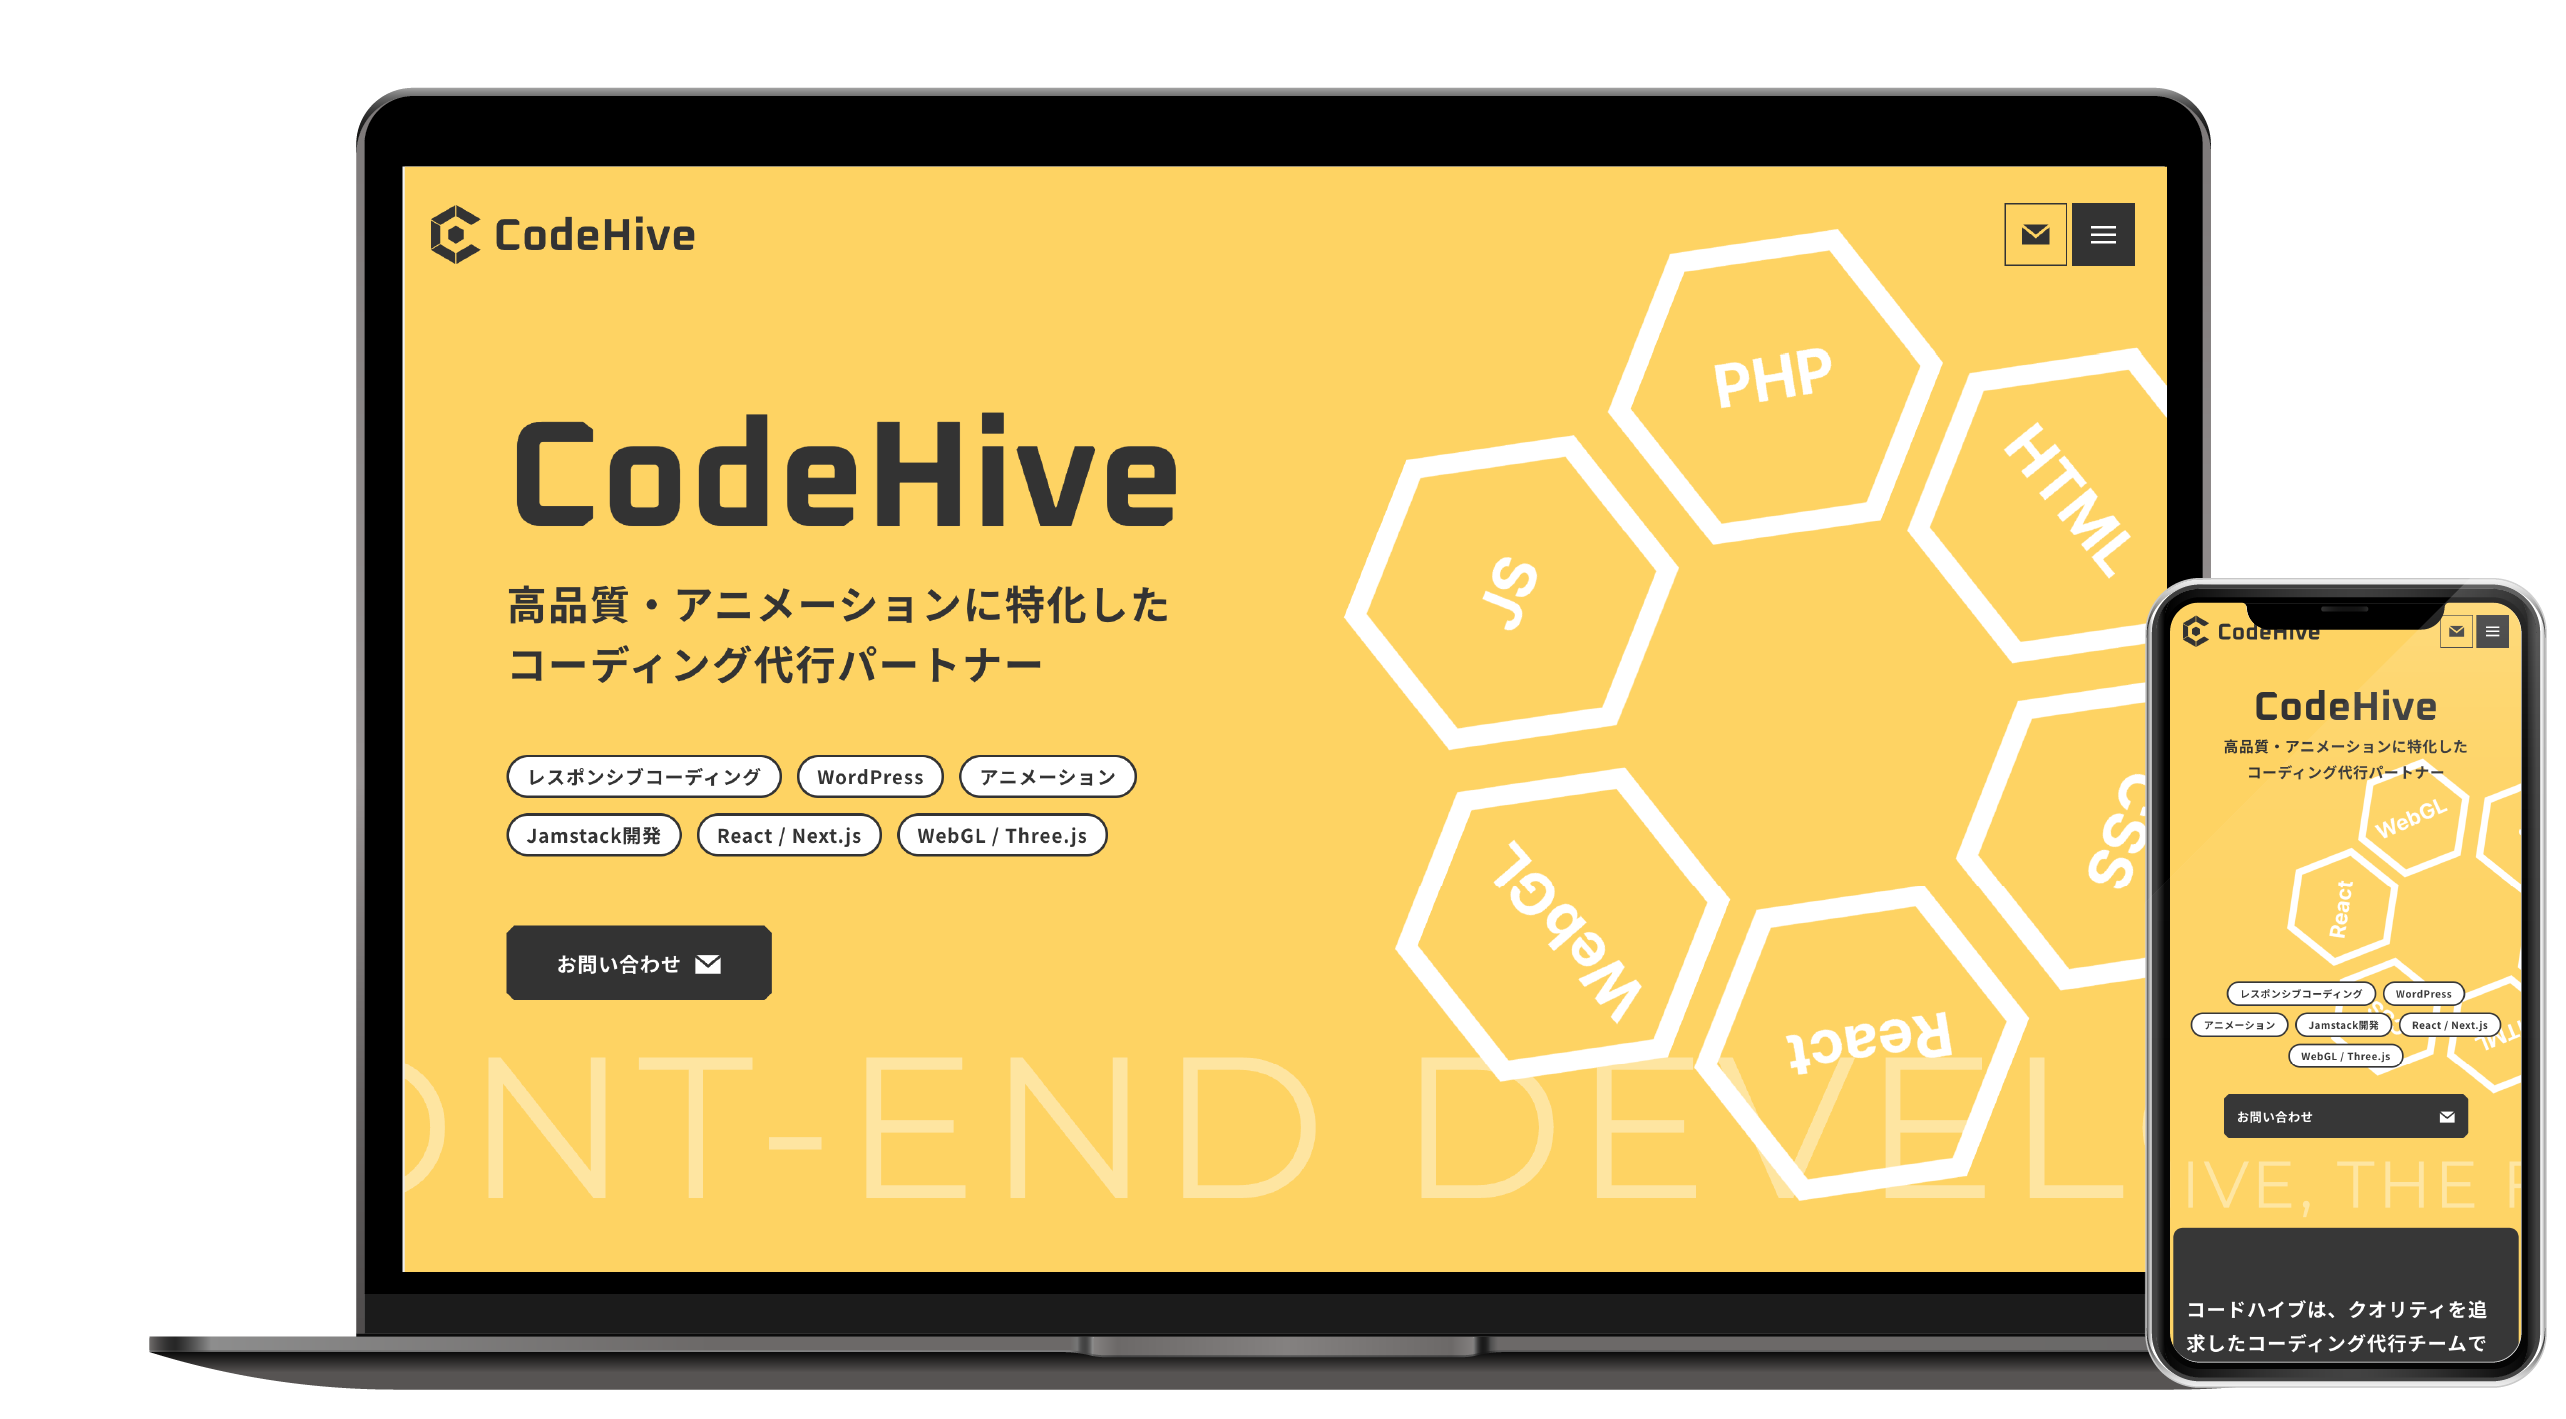 CodeHive
CodeHive
高品質・アニメーションに特化した
コーディング代行パートナー
レスポンシブコーディング
WordPress
アニメーション
Jamstack開発
React / Next.js
WebGL / Three.js
お問い合わせ
PHP
HTML
JS
CSS
WebGL
React
ONT-END DEVEL
CodeHive
CodeHive
高品質・アニメーションに特化した
コーディング代行パートナー
WebGL
React
レスポンシブコーディング
WordPress
アニメーション
Jamstack開発
React / Next.js
WebGL / Three.js
お問い合わせ
IVE, THE
コードハイブは、クオリティを追
求したコーディング代行チームで